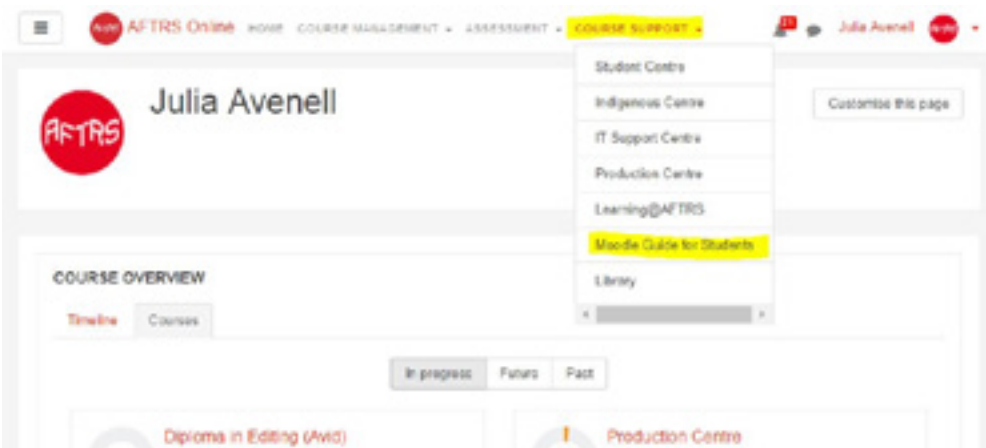 AFTRS Online HOME COURSE MANAGEMENT ASSESSMENT COURSE SUPPORT 21 Julia Avenell
Student Centre
Indigenous Centre
IT Support Centre
Production Centre
Learning@AFTRS
Moodle Guide for Students
Library
AFTRS
Julia Avenell
Customise this page
COURSE OVERVIEW
Timeline Courses
In progress Future Past
Diploma in Editing (Avid)
Production Centre